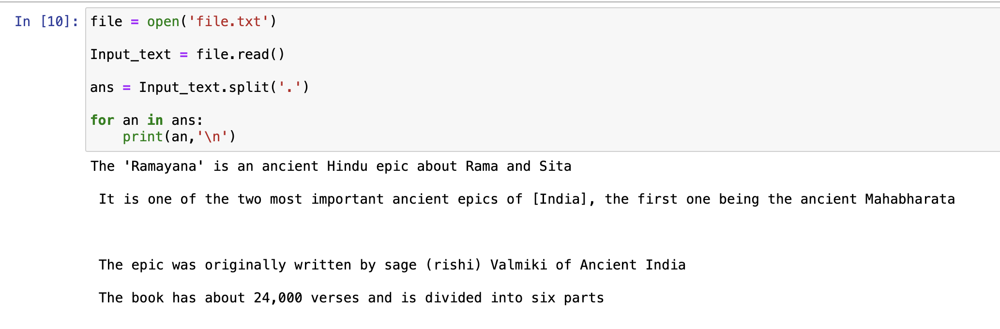 In [10]: file = open('file.txt')
Input_text = file.read()
ans = Input_text.split('.')
for an in ans:
    print(an,'\n')
The 'Ramayana' is an ancient Hindu epic about Rama and Sita
 It is one of the two most important ancient epics of [India], the first one being the ancient Mahabharata
 The epic was originally written by sage (rishi) Valmiki of Ancient India
 The book has about 24,000 verses and is divided into six parts